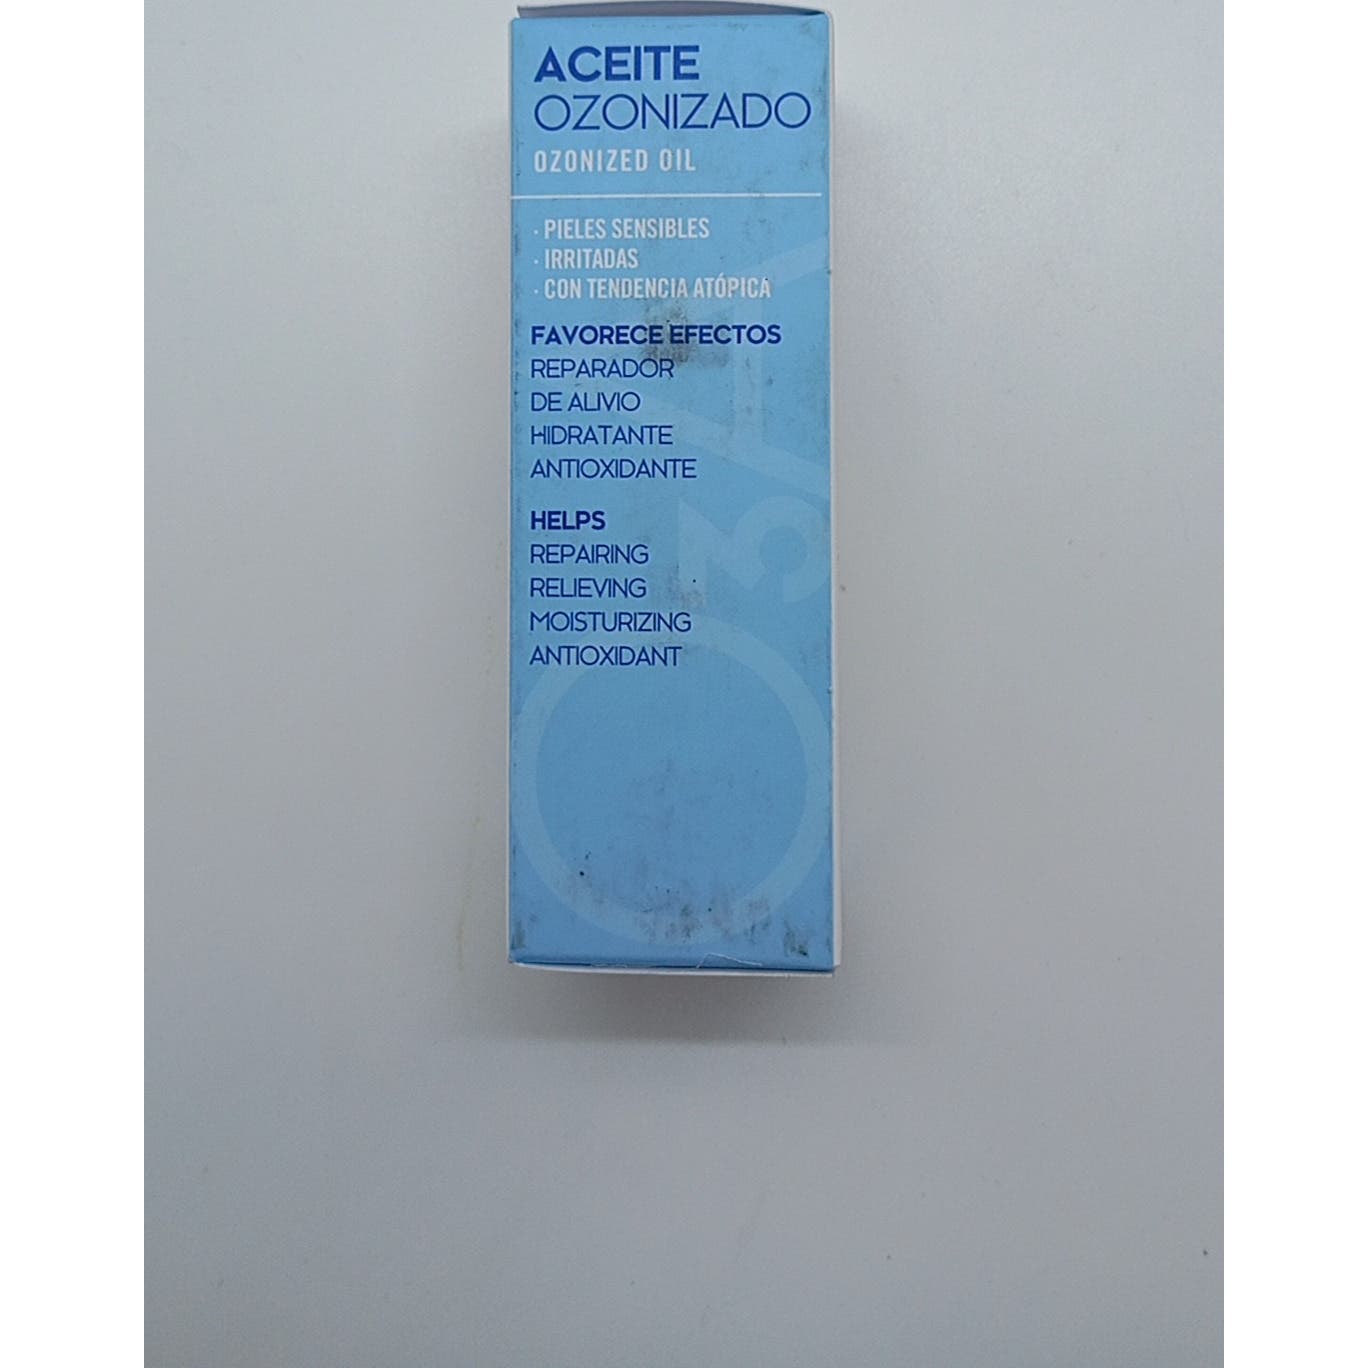 ACEITE
OZONIZADO
OZONIZED OIL
· PIELES SENSIBLES
· IRRITADAS
· CON TENDENCIA ATÓPICA
FAVORECE EFECTOS
REPARADOR
DE ALIVIO
HIDRATANTE
ANTIOXIDANTE
HELPS
REPAIRING
RELIEVING
MOISTURIZING
ANTIOXIDANT